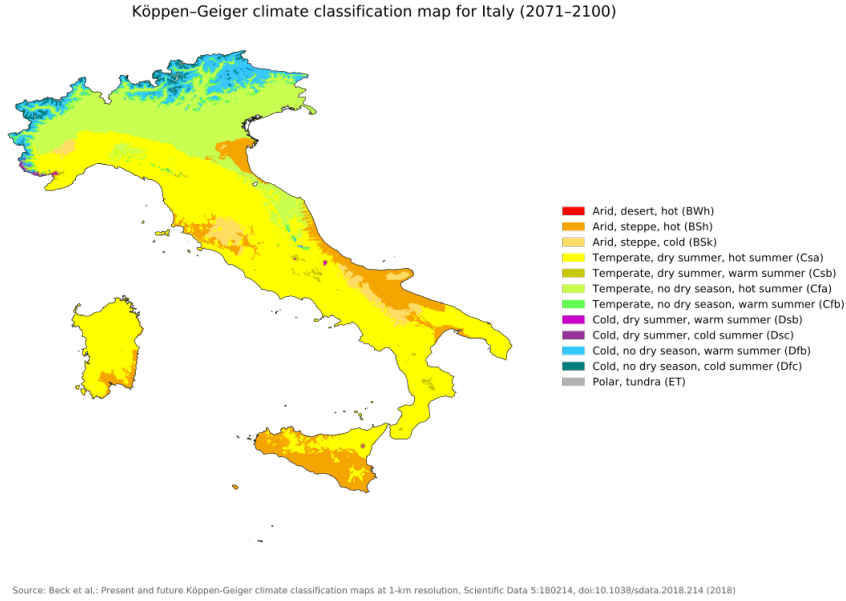 Köppen–Geiger climate classification map for Italy (2071–2100)
Arid, desert, hot (BWh)
Arid, steppe, hot (BSh)
Arid, steppe, cold (BSk)
Temperate, dry summer, hot summer (Csa)
Temperate, dry summer, warm summer (Csb)
Temperate, no dry season, hot summer (Cfa)
Temperate, no dry season, warm summer (Cfb)
Cold, dry summer, warm summer (Dsb)
Cold, dry summer, cold summer (Dsc)
Cold, no dry season, warm summer (Dfb)
Cold, no dry season, cold summer (Dfc)
Polar, tundra (ET)
Source: Beck et al.: Present and future Köppen-Geiger climate classification maps at 1-km resolution, Scientific Data 5:180214, doi:10.1038/sdata.2018.214 (2018)